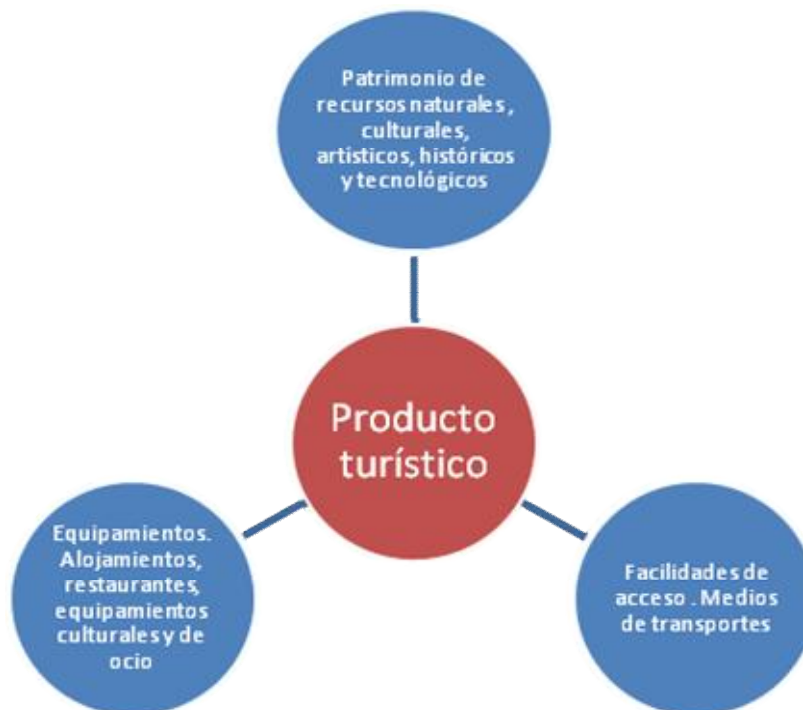 Patrimonio de
recursos naturales ,
culturales,
artísticos, históricos
y tecnológicos
Producto
turístico
Equipamientos.
Alojamientos,
restaurantes,
equipamientos
culturales y de
ocio
Facilidades de
acceso . Medios
de transportes